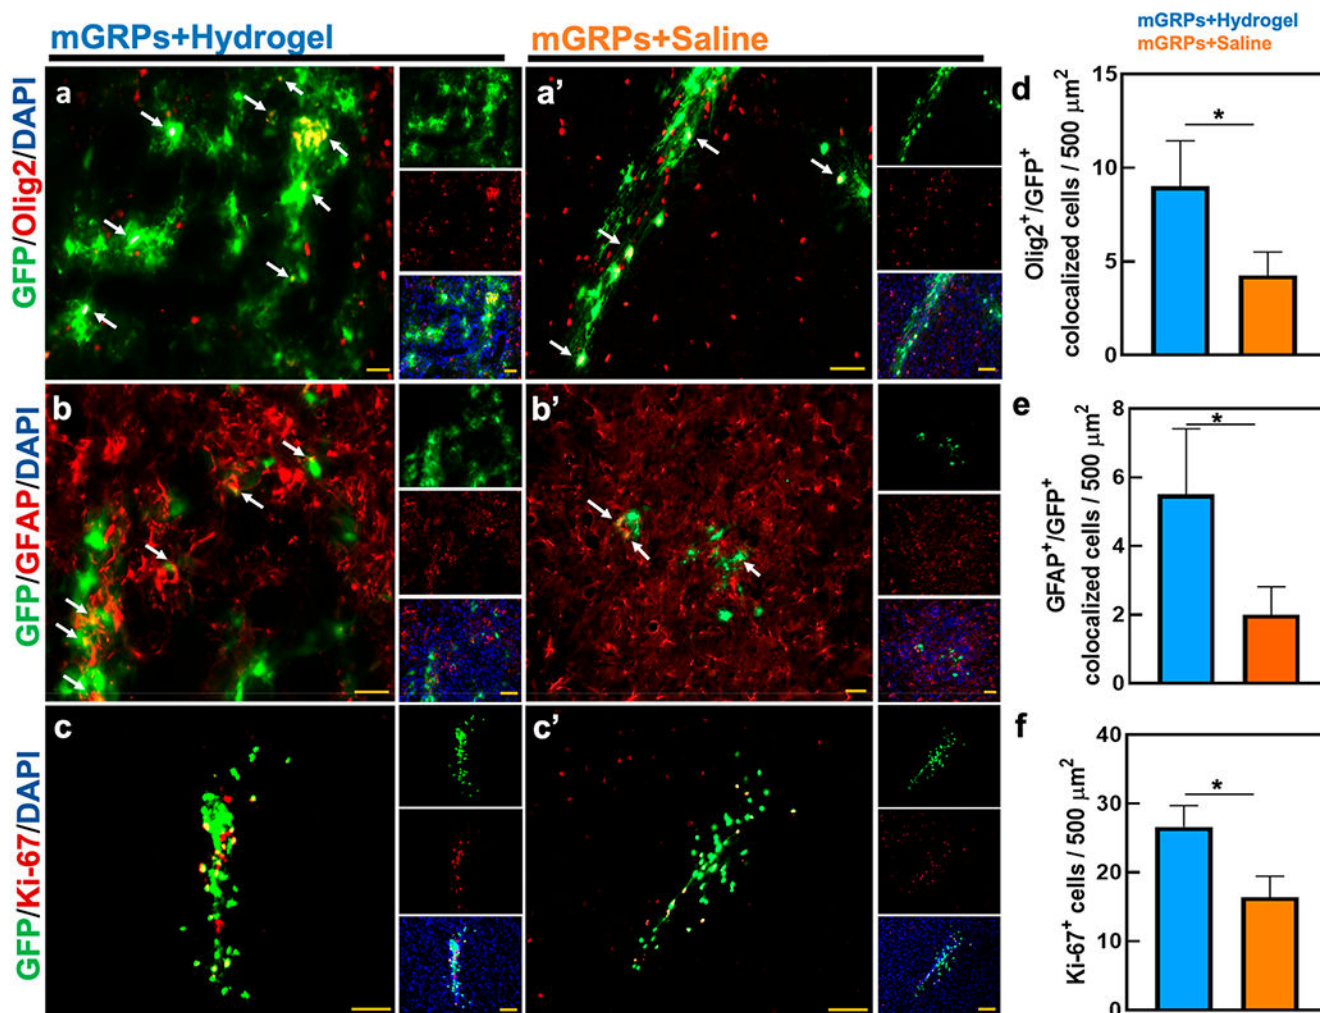 mGRPs+Hydrogel
mGRPs+Saline
mGRPs+Hydrogel
mGRPs+Saline
GFP/Olig2/DAPI
a
a’
d
Olig2⁺/GFP⁺
colocalized cells / 500 µm²
15
10
5
0
*
GFP/GFAP/DAPI
b
b’
e
GFAP⁺/GFP⁺
colocalized cells / 500 µm²
8
6
4
2
0
*
GFP/Ki-67/DAPI
c
c’
f
Ki-67⁺ cells / 500 µm²
40
30
20
10
0
*